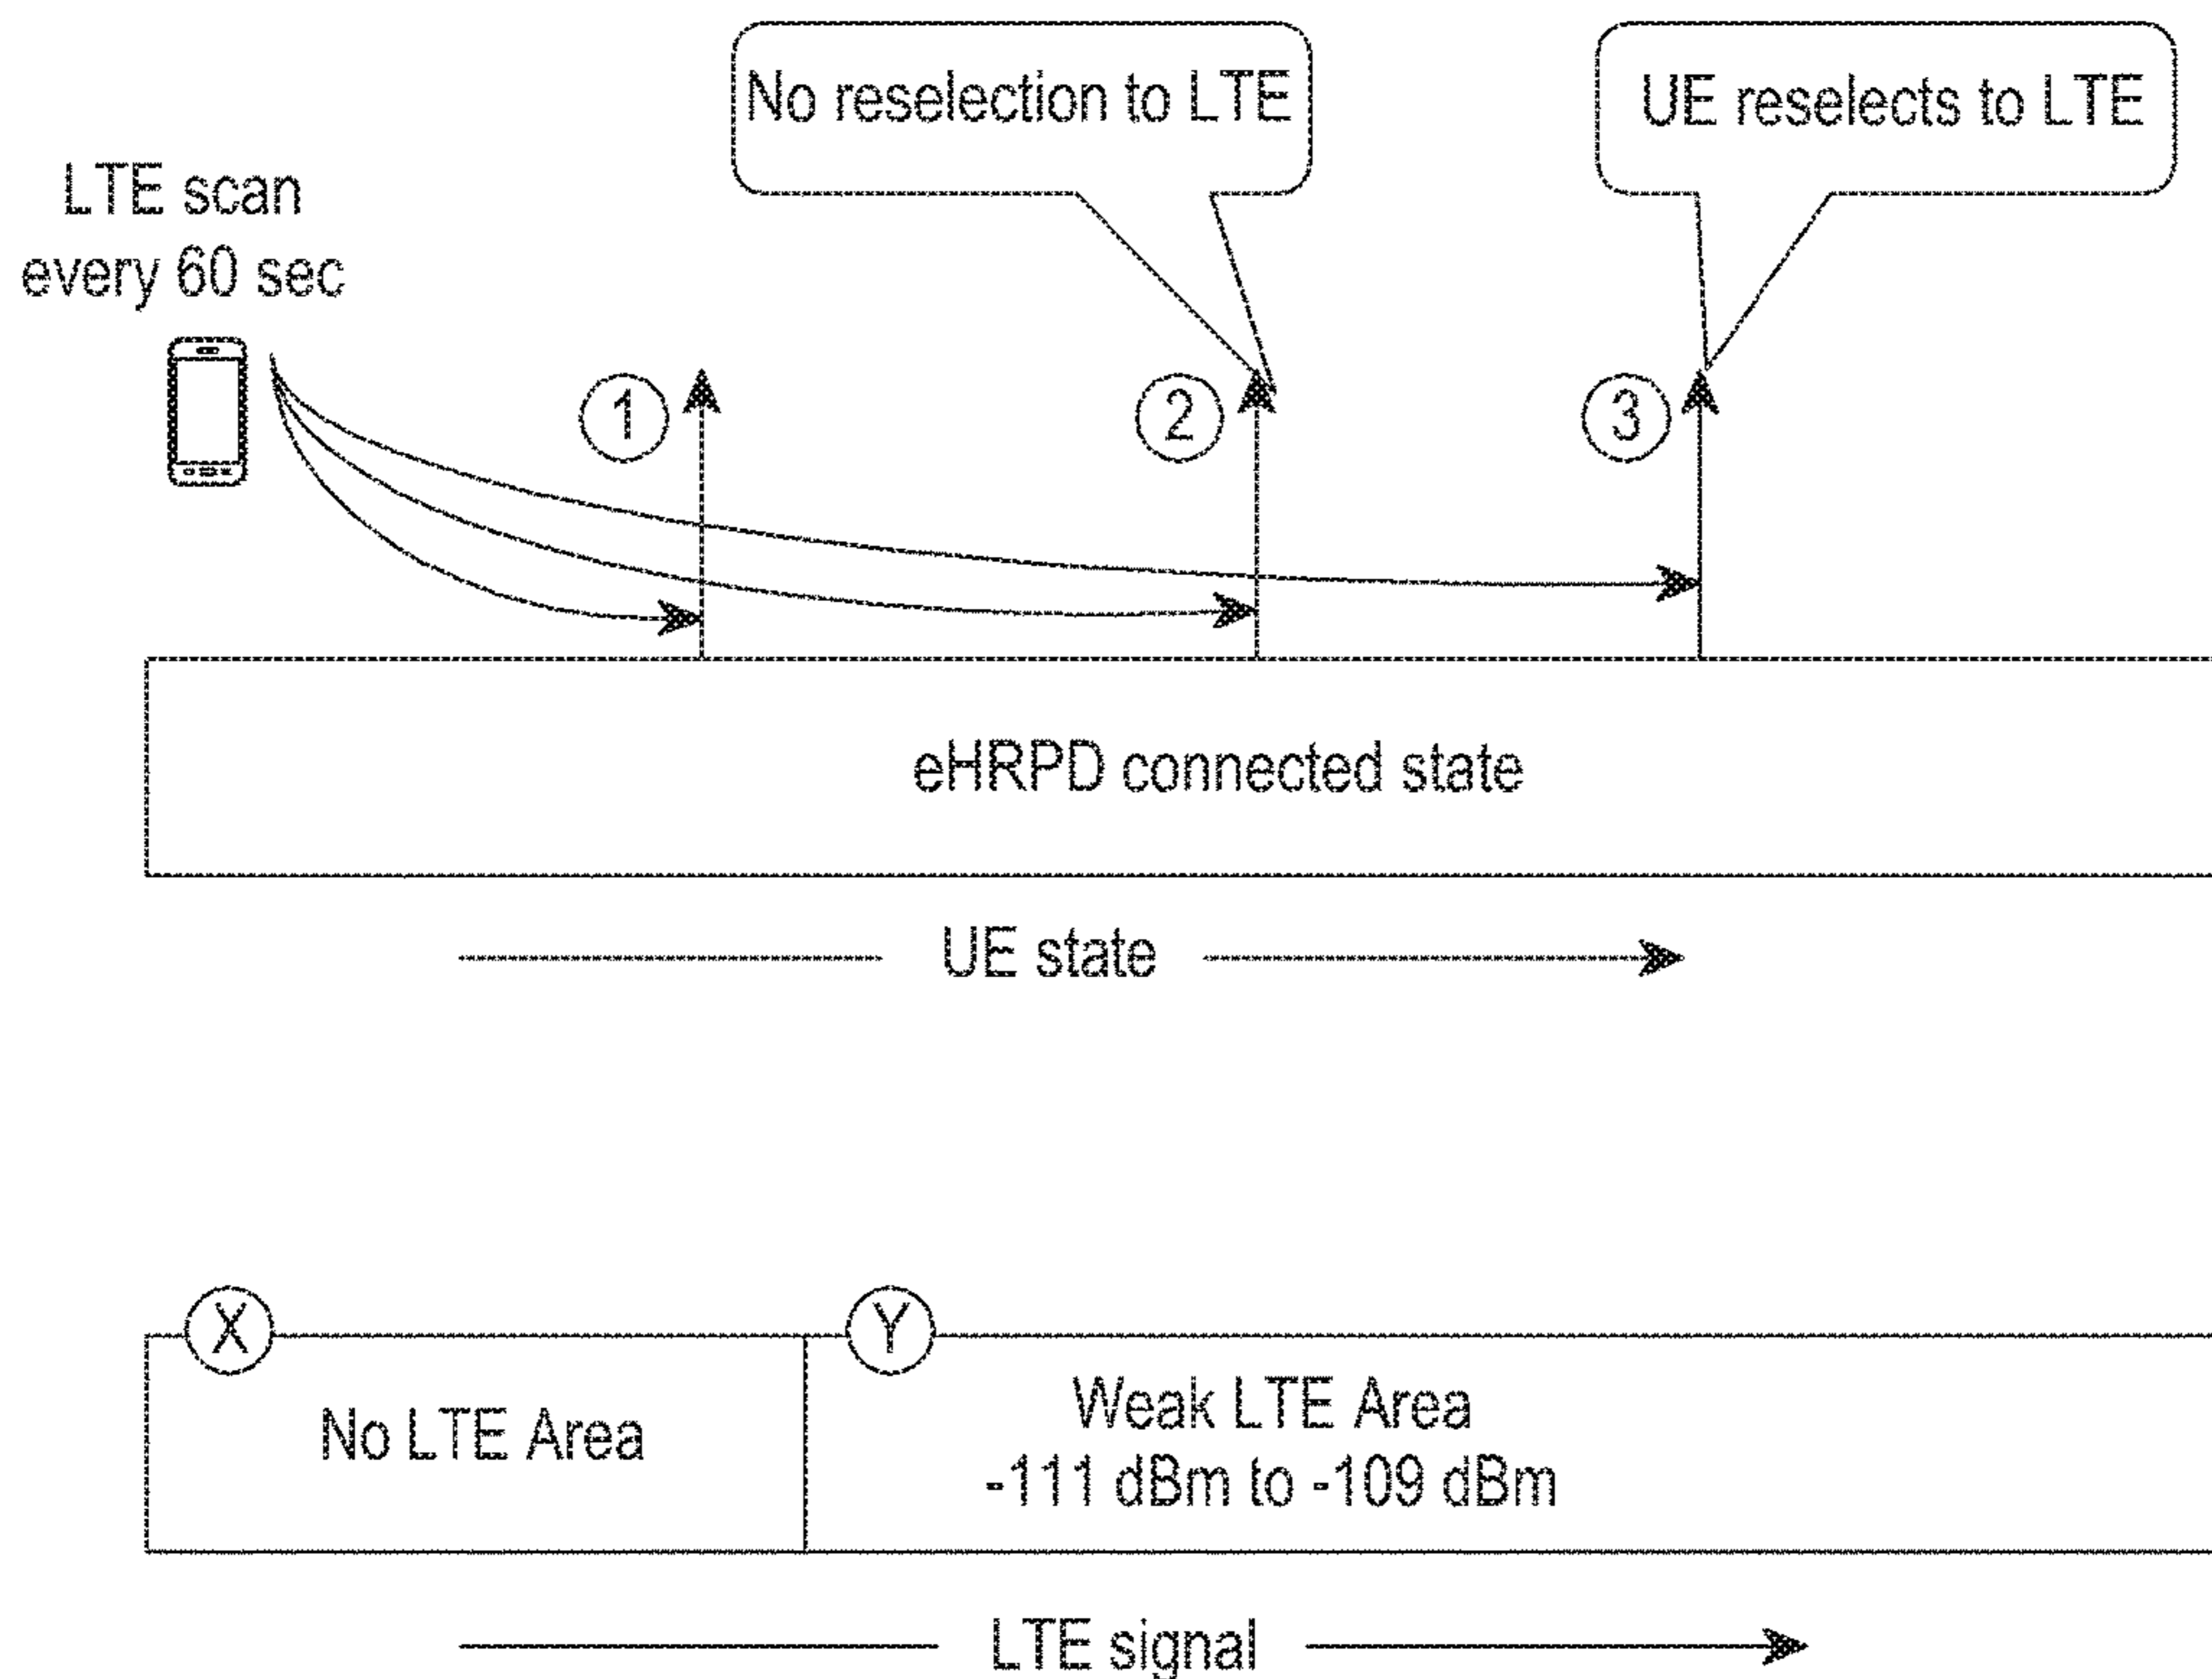 No reselection to LTE
UE reselects to LTE
LTE scan
every 60 sec
1
2
3
eHRPD connected state
UE state
X
Y
No LTE Area
Weak LTE Area
-111 dBm to -109 dBm
LTE signal